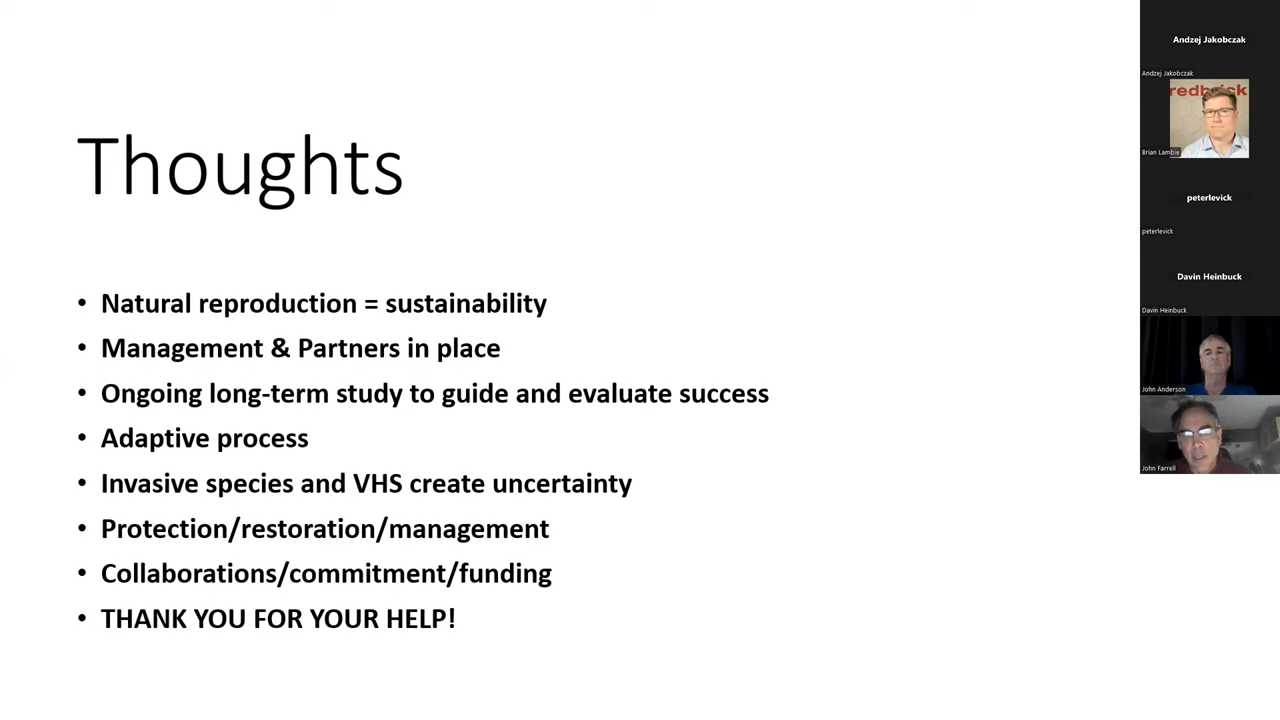 Thoughts
• Natural reproduction = sustainability
• Management & Partners in place
• Ongoing long-term study to guide and evaluate success
• Adaptive process
• Invasive species and VHS create uncertainty
• Protection/restoration/management
• Collaborations/commitment/funding
• THANK YOU FOR YOUR HELP!
Andzej Jakobczak
Andzej Jakobczak
redbrick
Brian Lambie
peterlevick
peterlevick
Davin Heinbuck
Davin Heinbuck
John Anderson
John Farrell